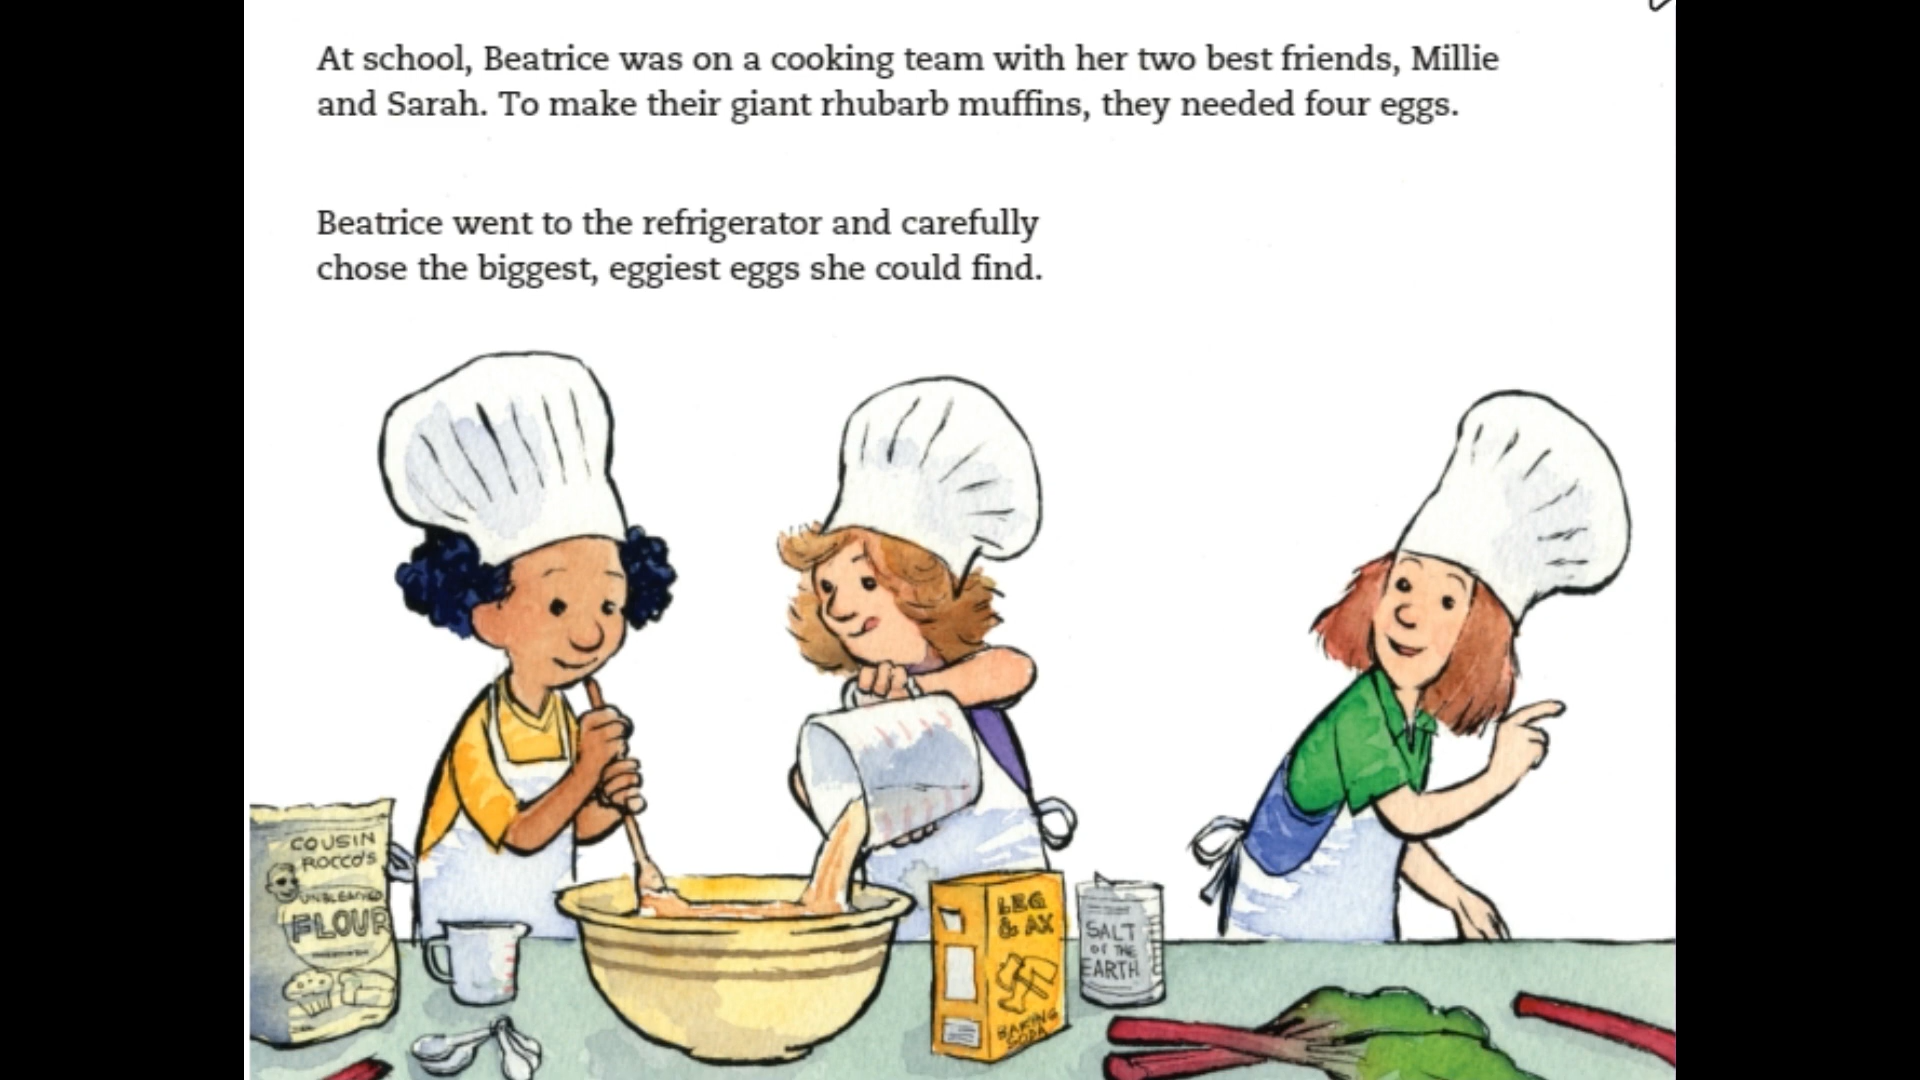 At school, Beatrice was on a cooking team with her two best friends, Millie
and Sarah. To make their giant rhubarb muffins, they needed four eggs.
Beatrice went to the refrigerator and carefully
chose the biggest, eggiest eggs she could find.
COUSIN
ROCCO'S
UNBLEACHED
FLOUR
LEG
& AX
BAKING
SODA
SALT
OF THE
EARTH